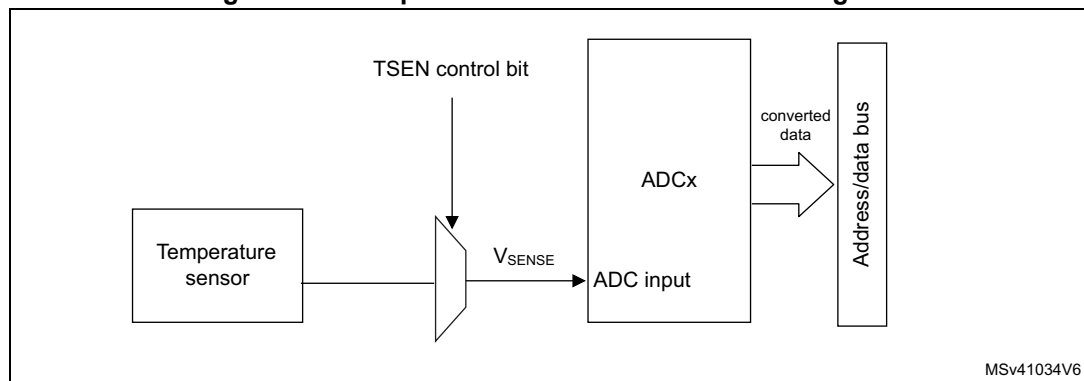 TSEN control bit
converted
data
Address/data bus
ADCx
Temperature
sensor
VSENSE
ADC input
MSv41034V6